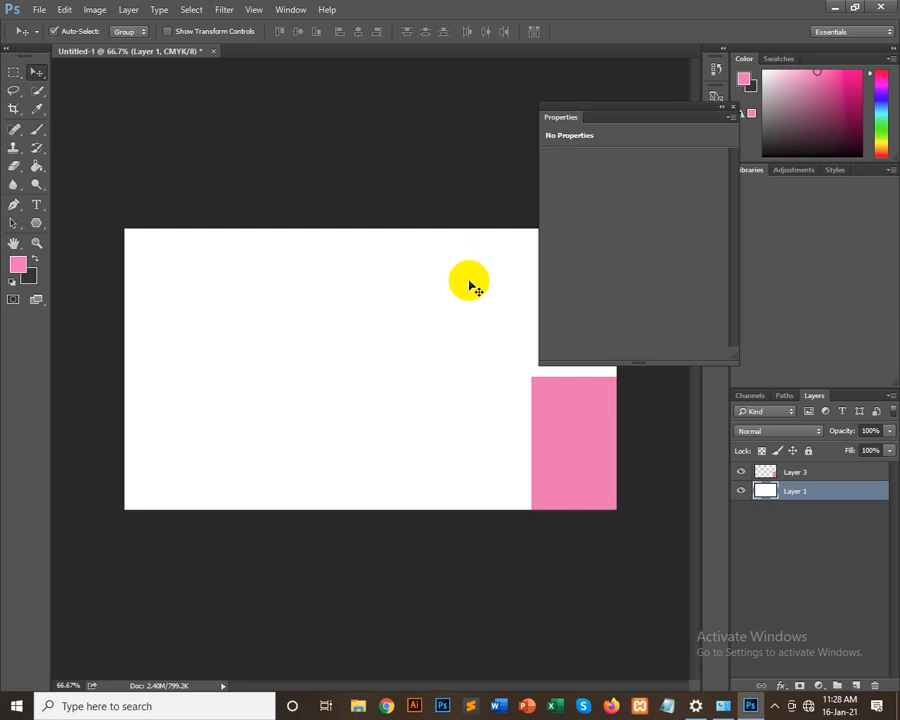 Ps File Edit Image Layer Type Select Filter View Window Help
Auto-Select: Group Show Transform Controls Essentials
Untitled-1 @ 66.7% (Layer 1, CMYK/8) * ×
Color Swatches
Properties
No Properties
Adjustments Styles
Channels Paths Layers
Kind
Normal Opacity: 100%
Lock: Fill: 100%
Layer 3
Layer 1
Activate Windows
Go to Settings to activate Windows.
66.67% Doc: 2.40M/799.2K
Type here to search
11:28 AM
16-Jan-21